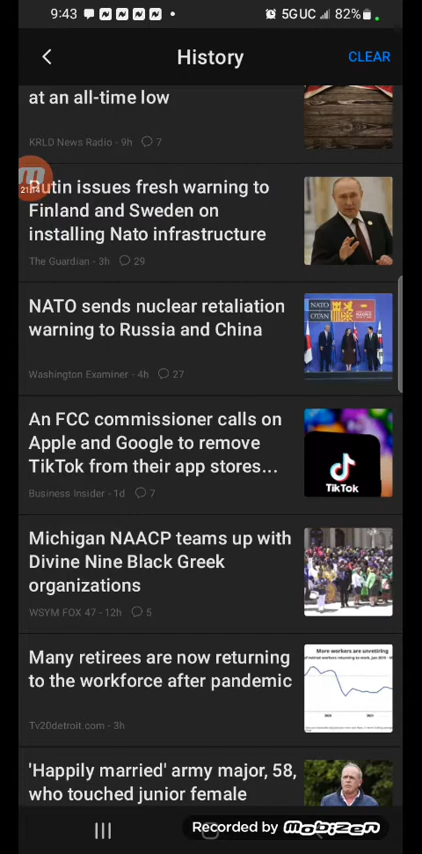 9:43
5GUC 82%
History
CLEAR
at an all-time low
KRLD News Radio - 9h 7
21:14
Putin issues fresh warning to
Finland and Sweden on
installing Nato infrastructure
The Guardian - 3h 29
NATO sends nuclear retaliation
warning to Russia and China
Washington Examiner - 4h 27
NATO
OTAN
An FCC commissioner calls on
Apple and Google to remove
TikTok from their app stores...
Business Insider - 1d 7
TikTok
Michigan NAACP teams up with
Divine Nine Black Greek
organizations
WSYM FOX 47 - 12h 5
Many retirees are now returning
to the workforce after pandemic
Tv20detroit.com - 3h
More workers are unretiring
'Happily married' army major, 58,
who touched junior female
Recorded by mobizen